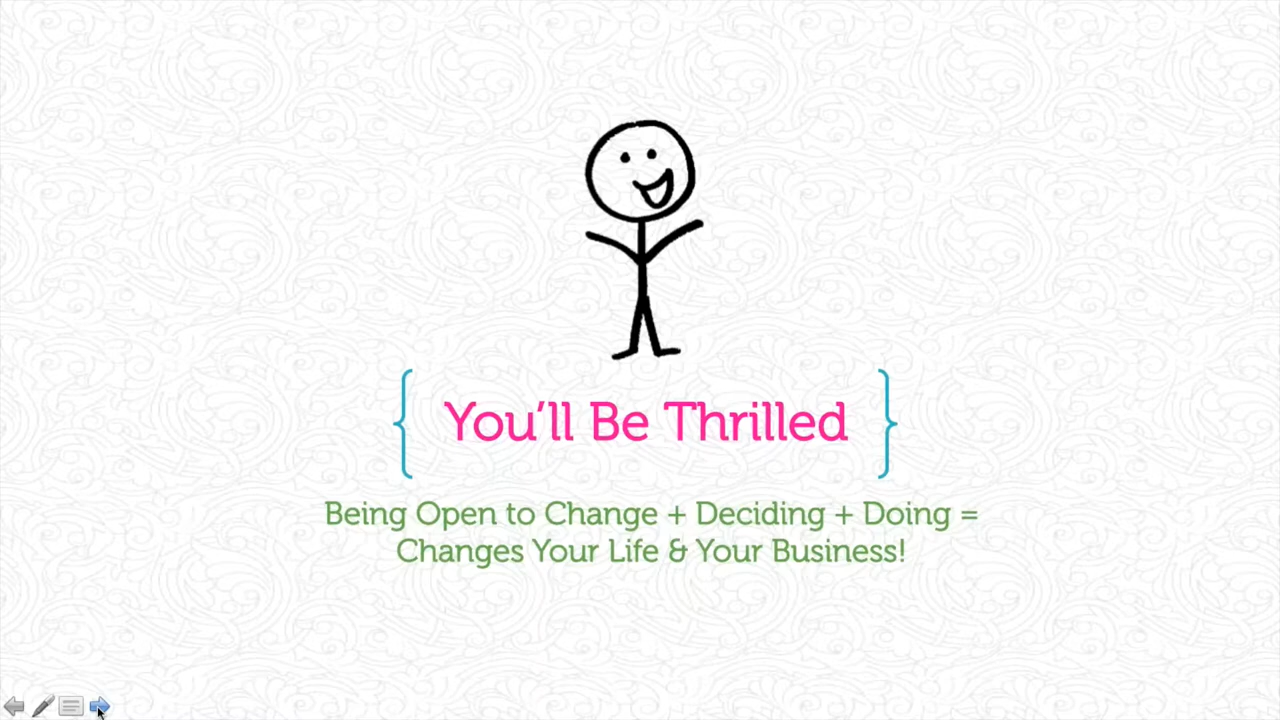 You’ll Be Thrilled
Being Open to Change + Deciding + Doing =
Changes Your Life & Your Business!